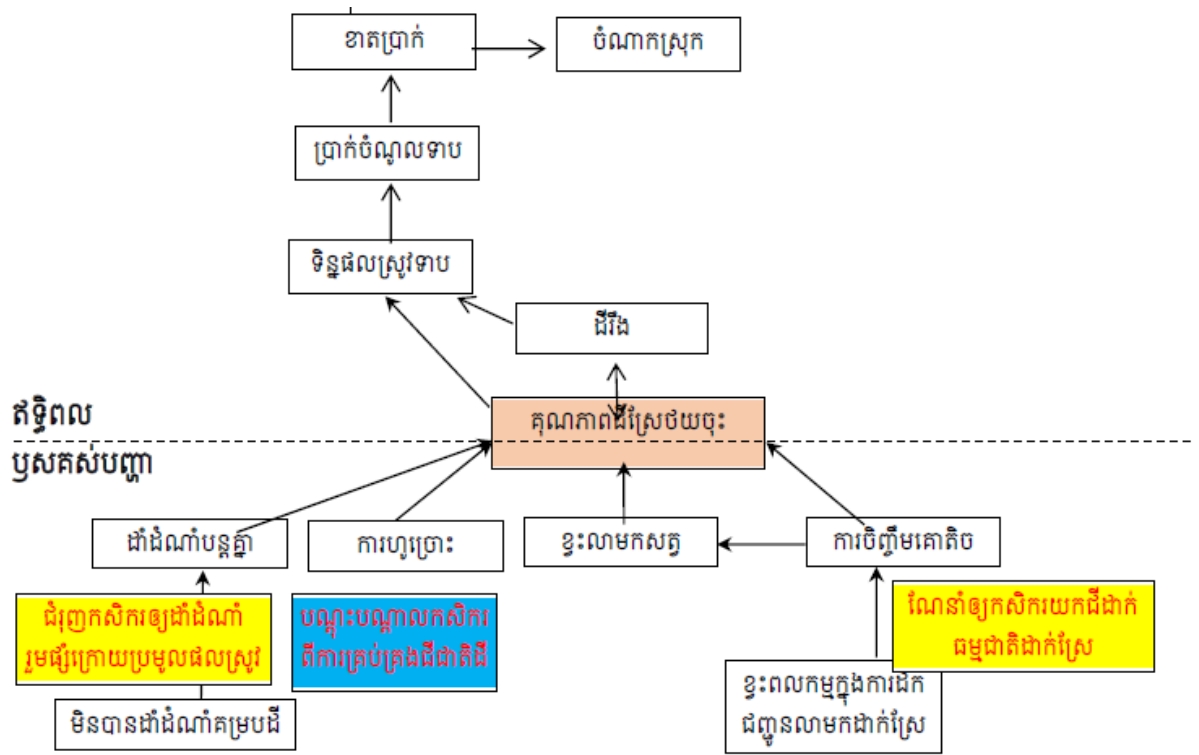 ខាតប្រាក់
ចំណាកស្រុក
ប្រាក់ចំណូលទាប
ទិន្នផលស្រូវទាប
ដីរឹង
ឥទ្ធិពល
គុណភាពដីស្រែថយចុះ
ឫសគស់បញ្ហា
ដាំដំណាំបន្តគ្នា
ការហូច្រោះ
ខ្វះលាមកសត្វ
ការចិញ្ចឹមគោតិច
ជំរុញកសិករឲ្យដាំដំណាំ
រួមផ្សំក្រោយប្រមូលផលស្រូវ
បណ្តុះបណ្តាលកសិករ
ពីការគ្រប់គ្រងជីជាតិដី
ណែនាំឲ្យកសិករយកជីដាក់
ធម្មជាតិដាក់ស្រែ
មិនបានដាំដំណាំគម្របដី
ខ្វះពលកម្មក្នុងការដឹក
ជញ្ជូនលាមកដាក់ស្រែ